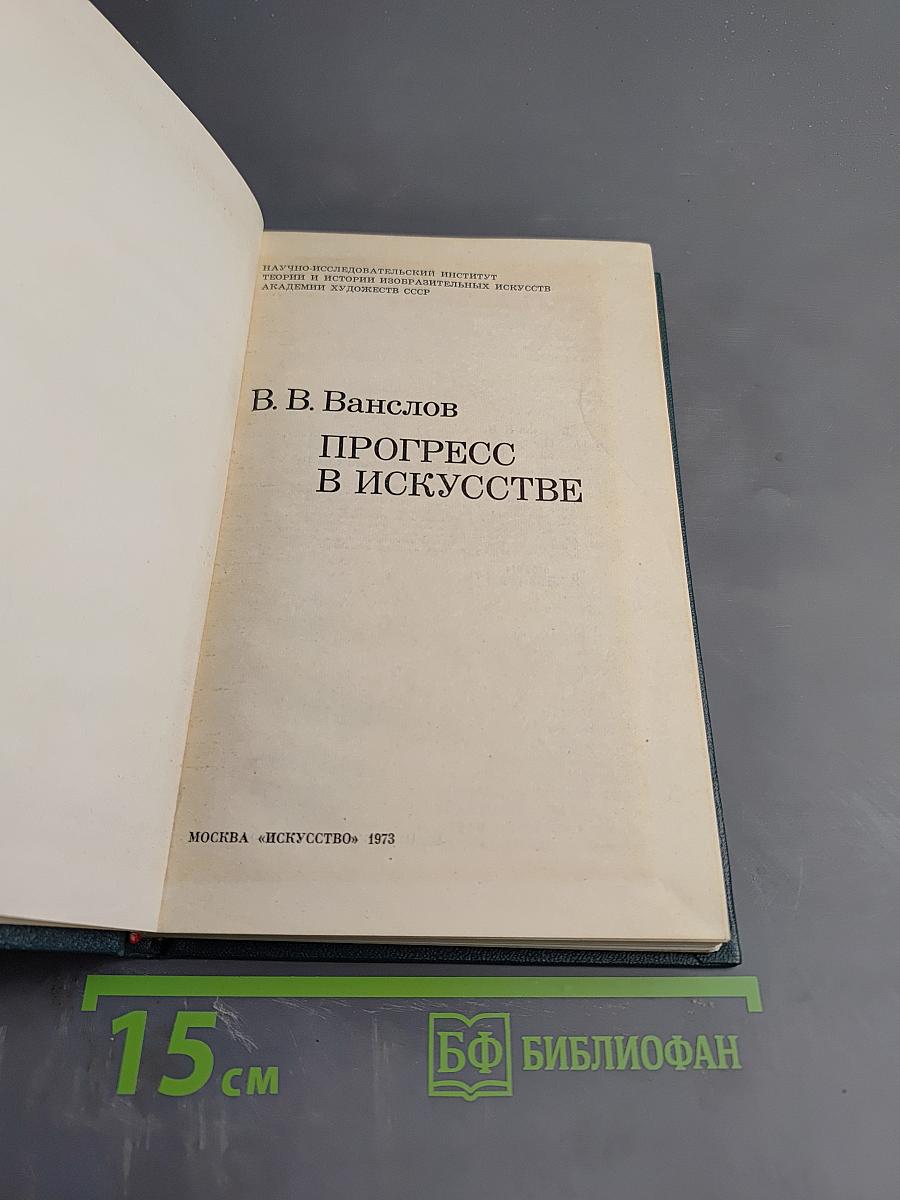 НАУЧНО-ИССЛЕДОВАТЕЛЬСКИЙ ИНСТИТУТ
ТЕОРИИ И ИСТОРИИ ИЗОБРАЗИТЕЛЬНЫХ ИСКУССТВ
АКАДЕМИИ ХУДОЖЕСТВ СССР
В. В. Ванслов
ПРОГРЕСС
В ИСКУССТВЕ
МОСКВА «ИСКУССТВО» 1973
15 см
БФ БИБЛИОФАН